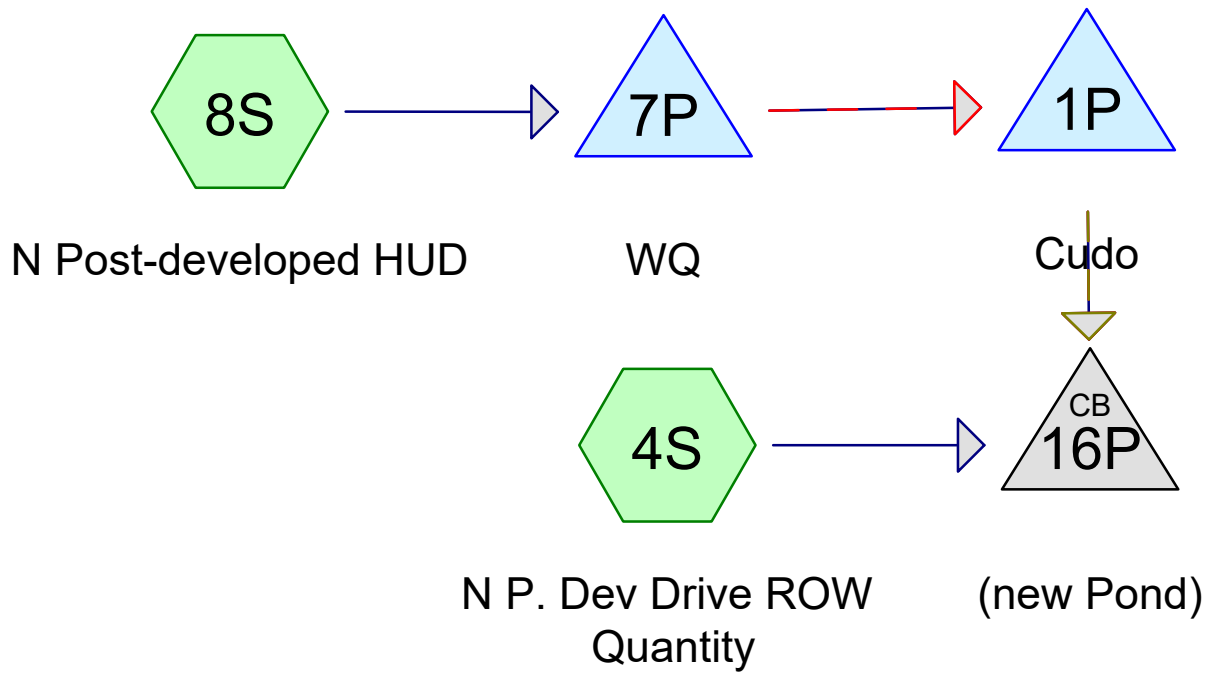 8S
7P
1P
N Post-developed HUD
WQ
Cudo
4S
CB
16P
N P. Dev Drive ROW
Quantity
(new Pond)